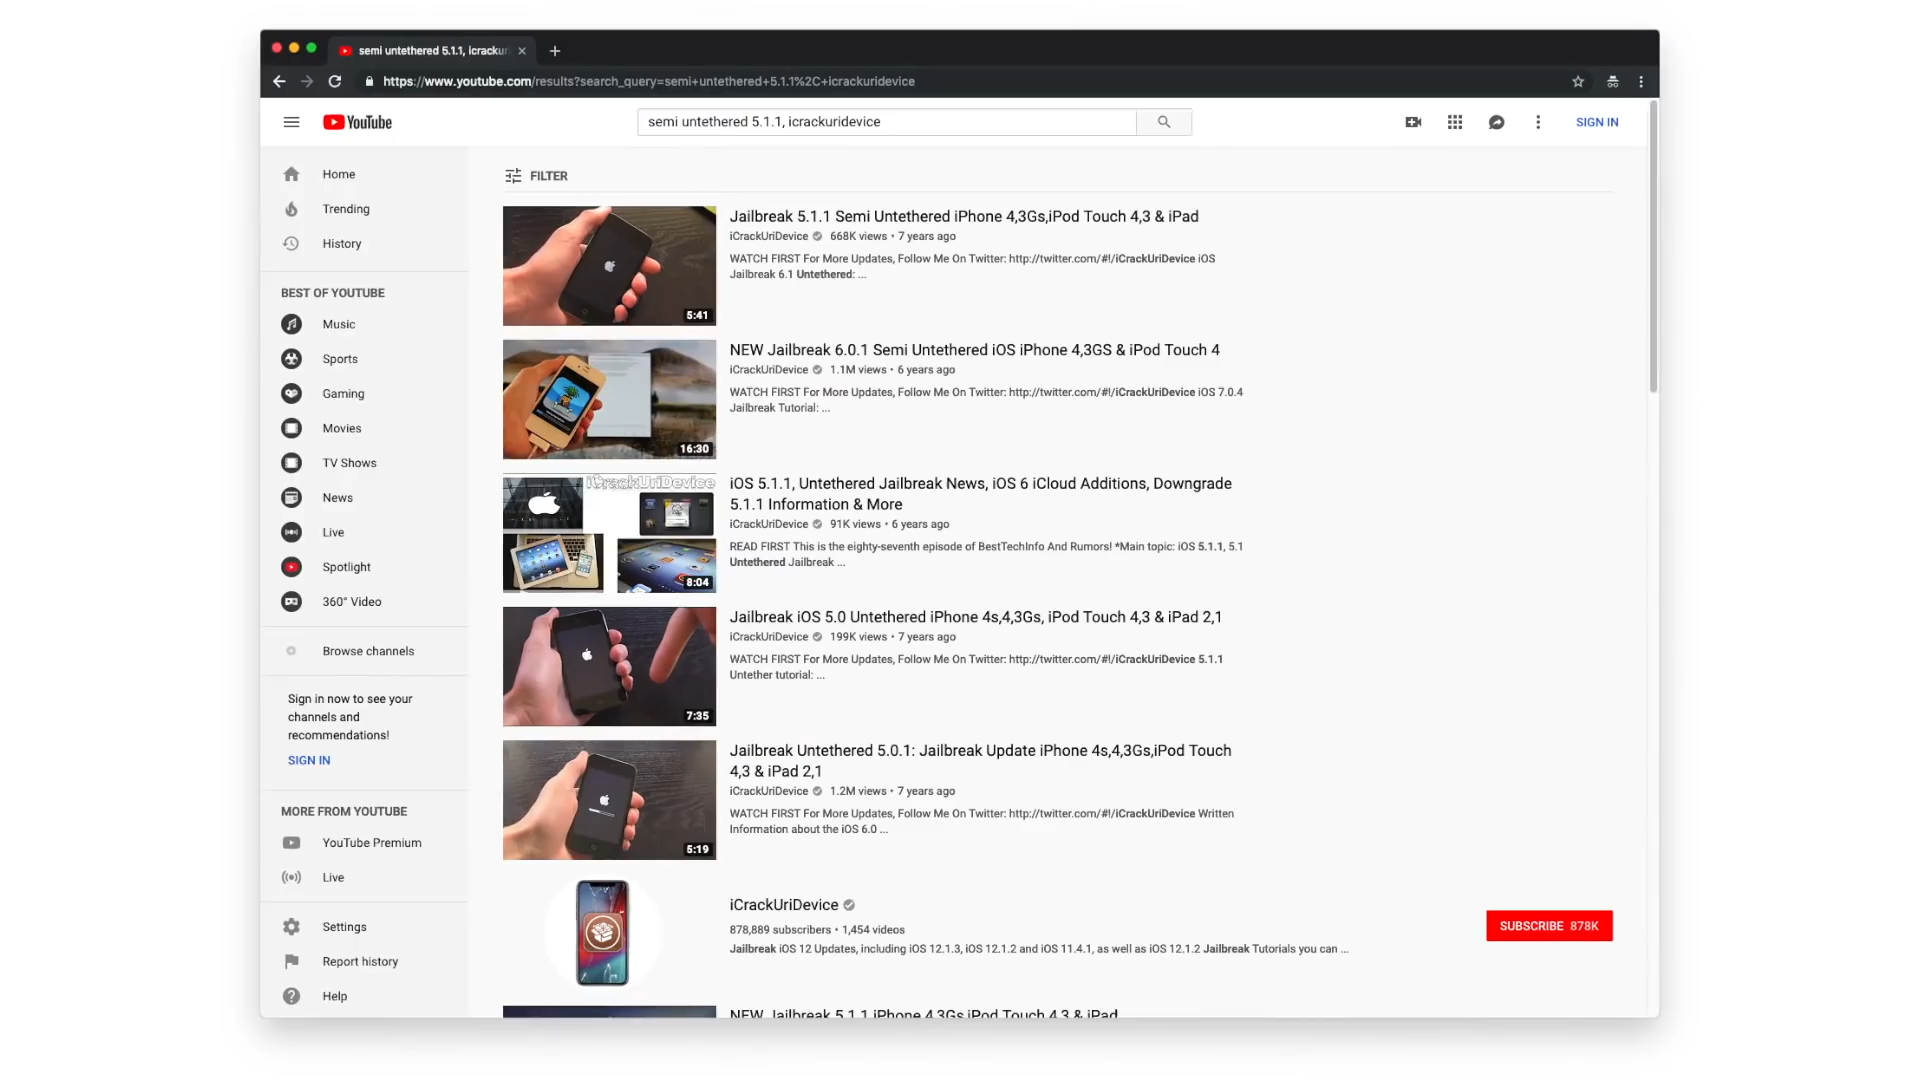 semi untethered 5.1.1, icrackuri
https://www.youtube.com/results?search_query=semi+untethered+5.1.1%2C+icrackuridevice
YouTube
semi untethered 5.1.1, icrackuridevice
SIGN IN
Home
Trending
History
BEST OF YOUTUBE
Music
Sports
Gaming
Movies
TV Shows
News
Live
Spotlight
360° Video
Browse channels
Sign in now to see your
channels and
recommendations!
SIGN IN
MORE FROM YOUTUBE
YouTube Premium
Live
Settings
Report history
Help
FILTER
5:41
Jailbreak 5.1.1 Semi Untethered iPhone 4,3Gs,iPod Touch 4,3 & iPad
iCrackUriDevice 668K views • 7 years ago
WATCH FIRST For More Updates, Follow Me On Twitter: http://twitter.com/#!/iCrackUriDevice iOS
Jailbreak 6.1 Untethered: ...
16:30
NEW Jailbreak 6.0.1 Semi Untethered iOS iPhone 4,3GS & iPod Touch 4
iCrackUriDevice 1.1M views • 6 years ago
WATCH FIRST For More Updates, Follow Me On Twitter: http://twitter.com/#!/iCrackUriDevice iOS 7.0.4
Jailbreak Tutorial: ...
iCrackUriDevice
8:04
iOS 5.1.1, Untethered Jailbreak News, iOS 6 iCloud Additions, Downgrade
5.1.1 Information & More
iCrackUriDevice 91K views • 6 years ago
READ FIRST This is the eighty-seventh episode of BestTechInfo And Rumors! *Main topic: iOS 5.1.1, 5.1
Untethered Jailbreak ...
7:35
Jailbreak iOS 5.0 Untethered iPhone 4s,4,3Gs, iPod Touch 4,3 & iPad 2,1
iCrackUriDevice 199K views • 7 years ago
WATCH FIRST For More Updates, Follow Me On Twitter: http://twitter.com/#!/iCrackUriDevice 5.1.1
Untether tutorial: ...
5:19
Jailbreak Untethered 5.0.1: Jailbreak Update iPhone 4s,4,3Gs,iPod Touch
4,3 & iPad 2,1
iCrackUriDevice 1.2M views • 7 years ago
WATCH FIRST For More Updates, Follow Me On Twitter: http://twitter.com/#!/iCrackUriDevice Written
Information about the iOS 6.0 ...
iCrackUriDevice
878,889 subscribers • 1,454 videos
Jailbreak iOS 12 Updates, including iOS 12.1.3, iOS 12.1.2 and iOS 11.4.1, as well as iOS 12.1.2 Jailbreak Tutorials you can ...
SUBSCRIBE 878K
NEW Jailbreak 5.1.1 iPhone 4,3Gs,iPod Touch 4,3 & iPad